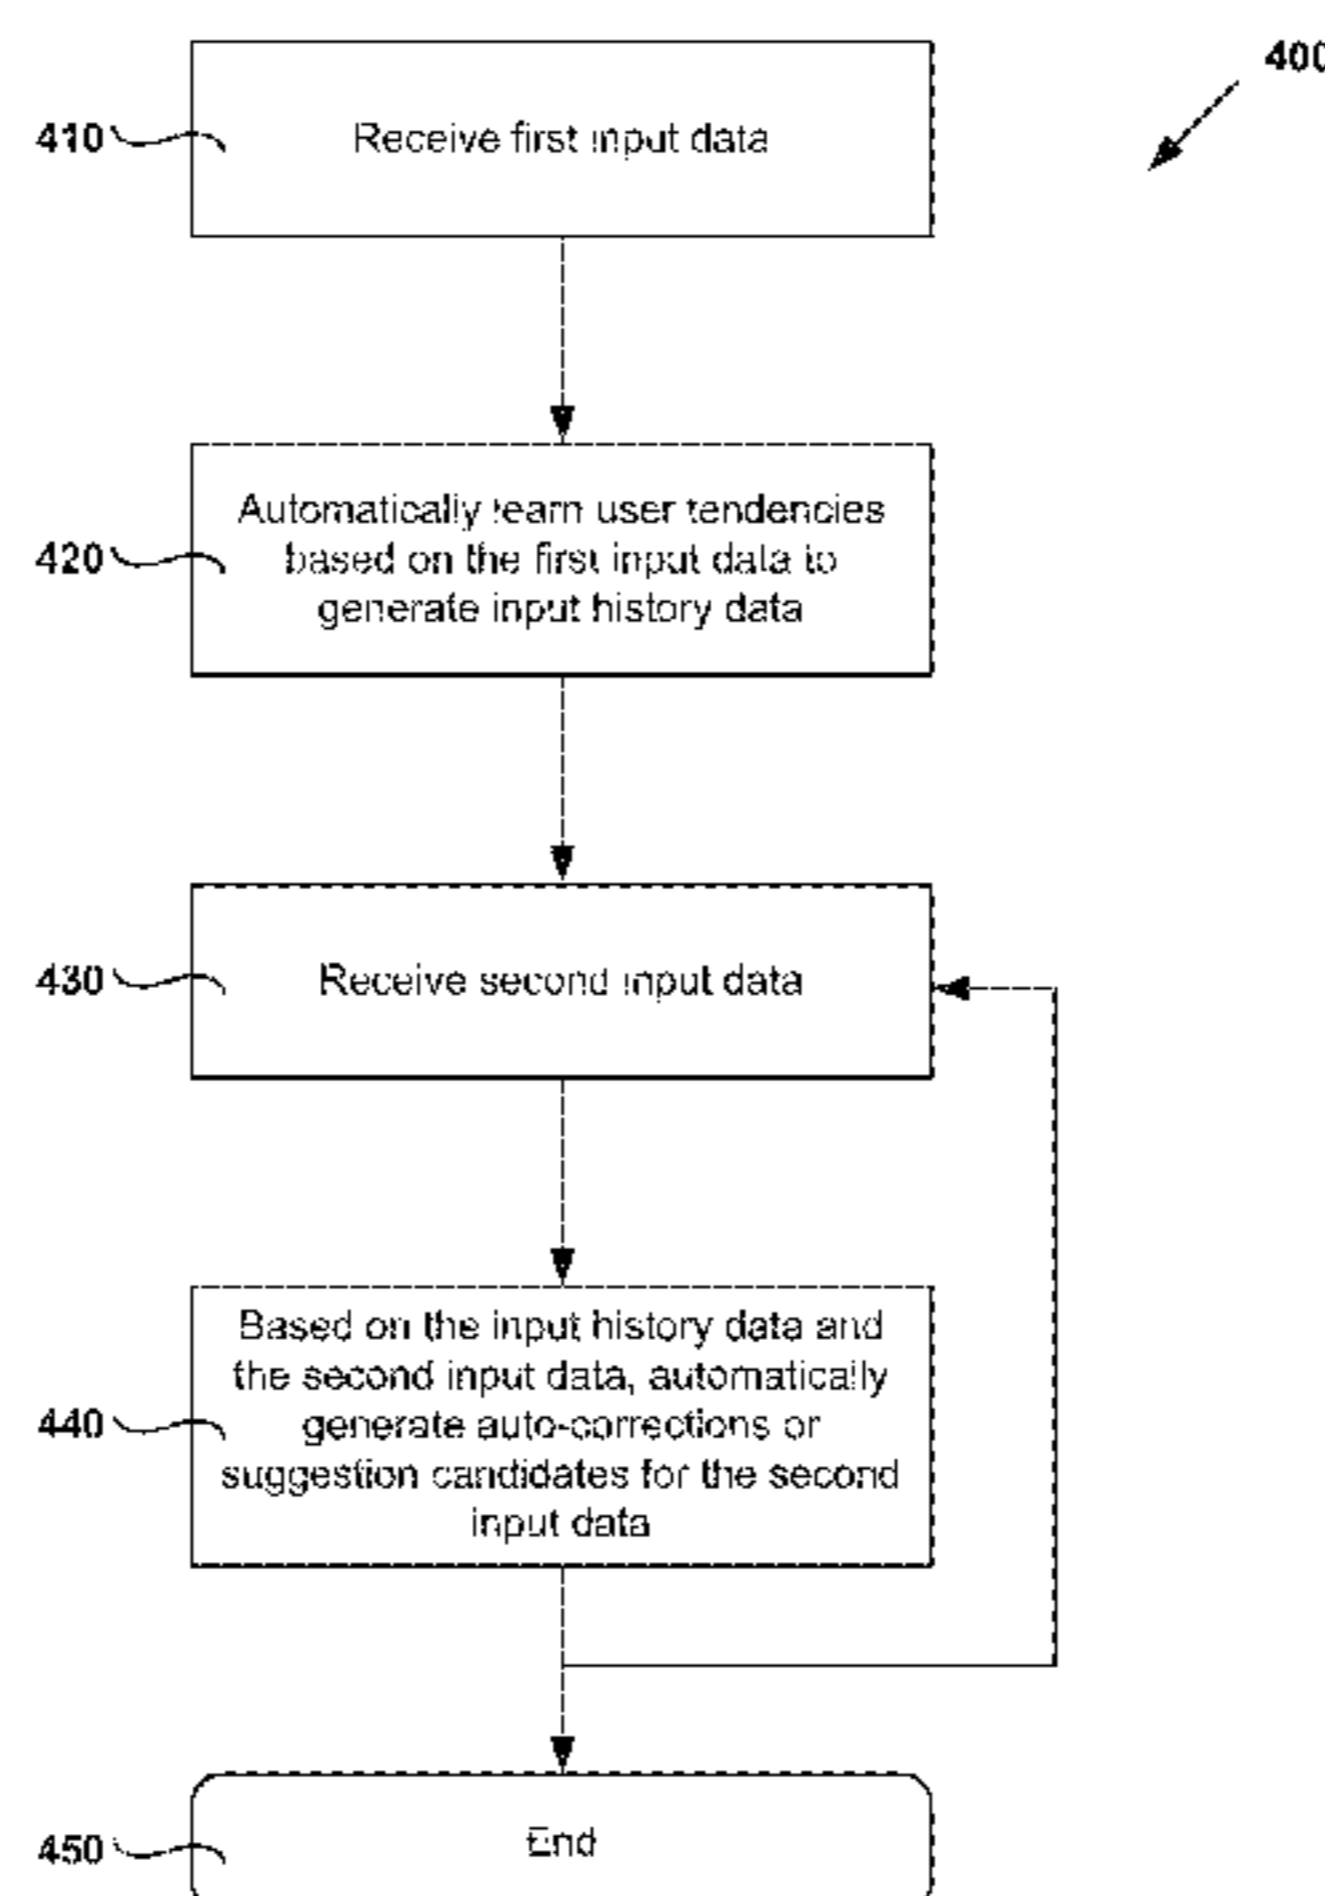 400
410
Receive first input data
420
Automatically learn user tendencies
based on the first input data to
generate input history data
430
Receive second input data
440
Based on the input history data and
the second input data, automatically
generate auto-corrections or
suggestion candidates for the second
input data
450
End